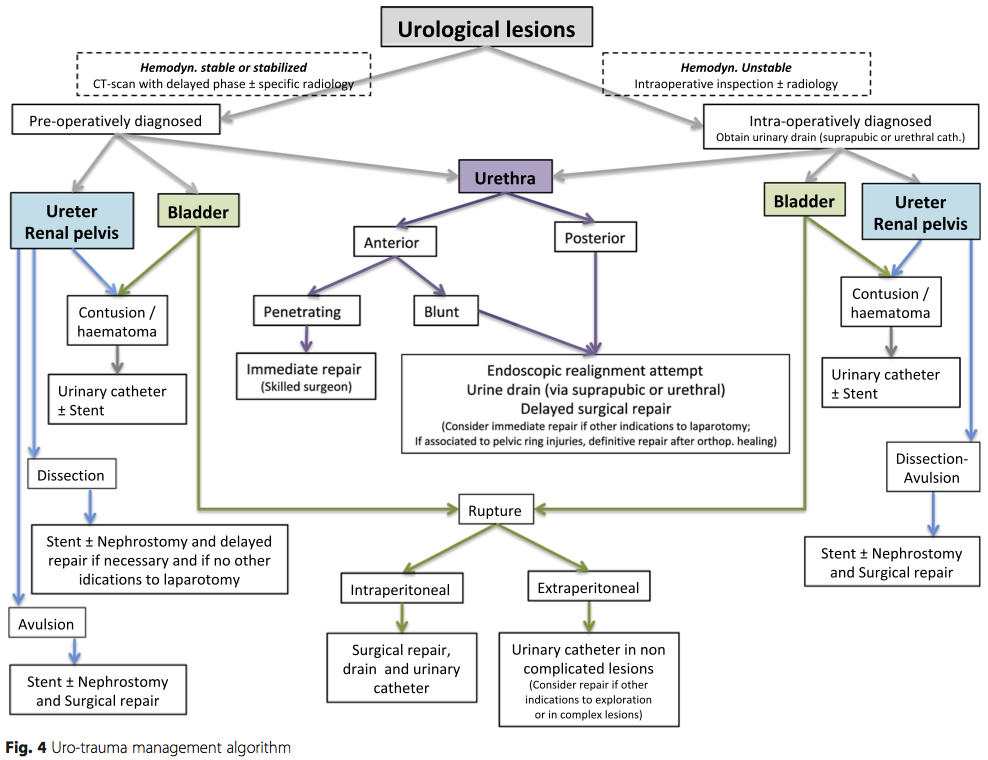 Urological lesions
Hemodyn. stable or stabilized
CT-scan with delayed phase ± specific radiology
Hemodyn. Unstable
Intraoperative inspection ± radiology
Pre-operatively diagnosed
Intra-operatively diagnosed
Obtain urinary drain (suprapubic or urethral cath.)
Urethra
Ureter
Renal pelvis
Bladder
Bladder
Ureter
Renal pelvis
Anterior
Posterior
Contusion /
haematoma
Penetrating
Blunt
Contusion /
haematoma
Immediate repair
(Skilled surgeon)
Endoscopic realignment attempt
Urine drain (via suprapubic or urethral)
Delayed surgical repair
(Consider immediate repair if other indications to laparotomy;
If associated to pelvic ring injuries, definitive repair after orthop. healing)
Urinary catheter
± Stent
Urinary catheter
± Stent
Dissection
Dissection-
Avulsion
Rupture
Stent ± Nephrostomy and delayed
repair if necessary and if no other
idications to laparotomy
Stent ± Nephrostomy
and Surgical repair
Intraperitoneal
Extraperitoneal
Avulsion
Surgical repair,
drain and urinary
catheter
Urinary catheter in non
complicated lesions
(Consider repair if other
indications to exploration
or in complex lesions)
Stent ± Nephrostomy
and Surgical repair
Fig. 4 Uro-trauma management algorithm